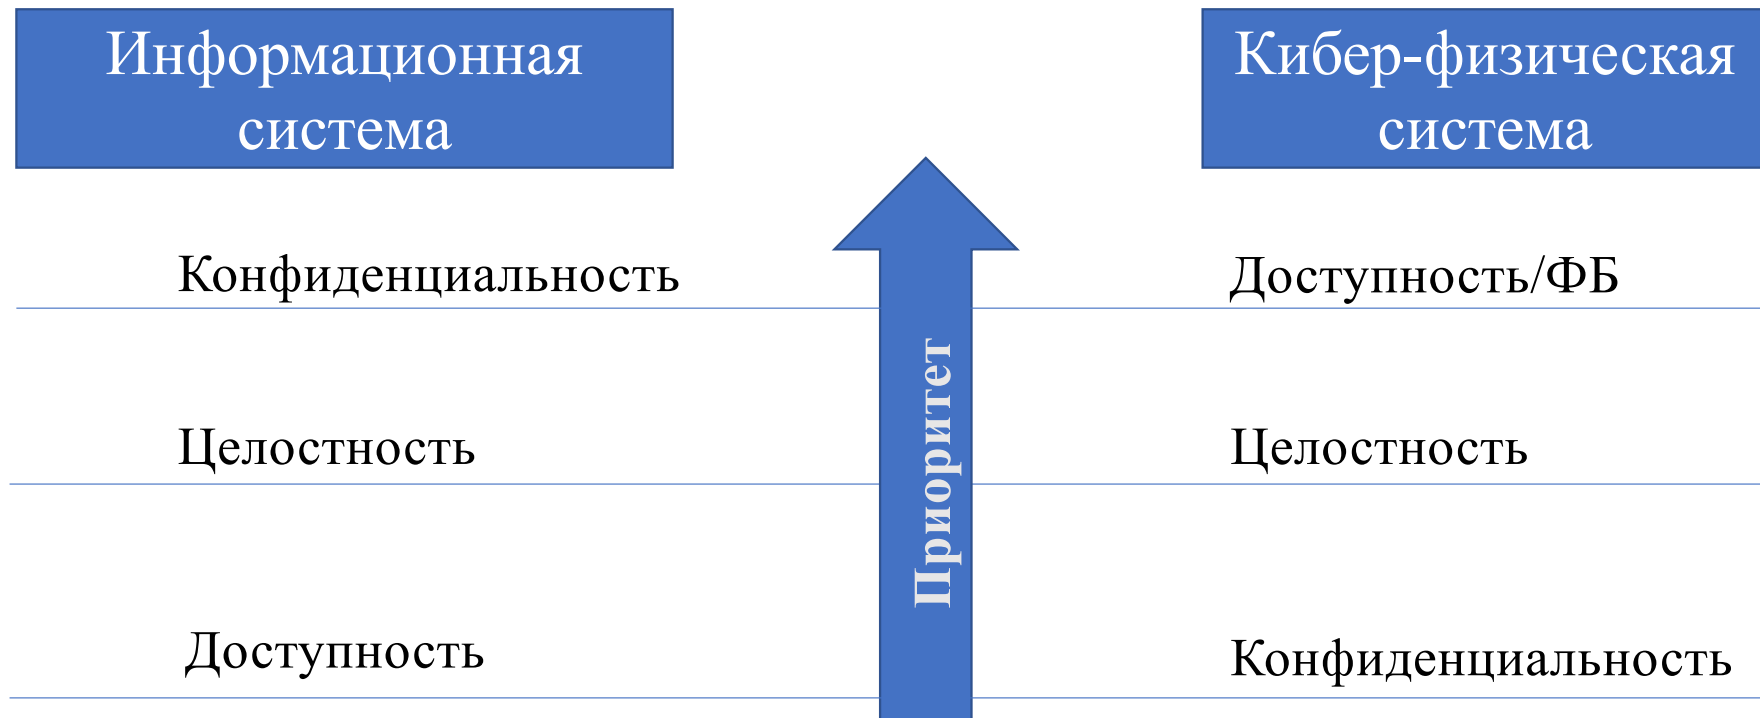 Информационная
система
Кибер-физическая
система
Конфиденциальность
Доступность/ФБ
Приоритет
Целостность
Целостность
Доступность
Конфиденциальность